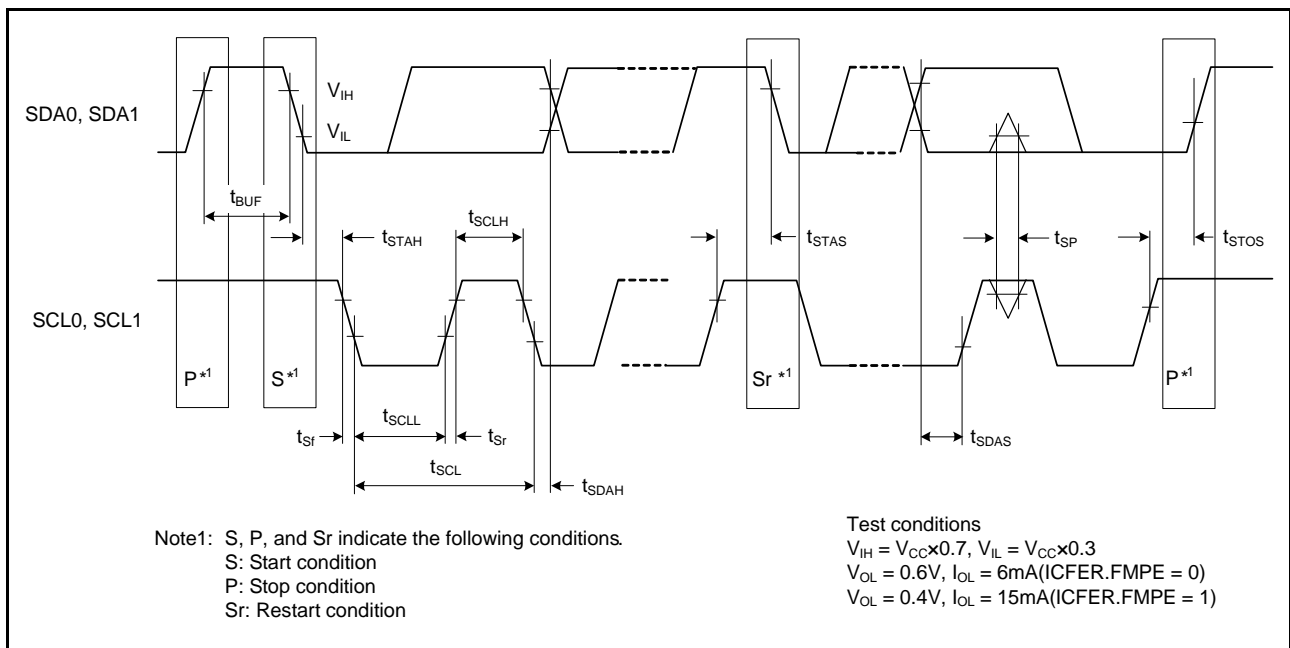 SDA0, SDA1
V_IH
V_IL
t_BUF
t_STAH
t_SCLH
t_STAS
t_SP
t_STOS
SCL0, SCL1
P*¹
S*¹
Sr *¹
P*¹
t_Sf
t_SCLL
t_Sr
t_SCL
t_SDAH
t_SDAS
Note1: S, P, and Sr indicate the following conditions.
S: Start condition
P: Stop condition
Sr: Restart condition
Test conditions
V_IH = V_CC×0.7, V_IL = V_CC×0.3
V_OL = 0.6V, I_OL = 6mA(ICFER.FMPE = 0)
V_OL = 0.4V, I_OL = 15mA(ICFER.FMPE = 1)